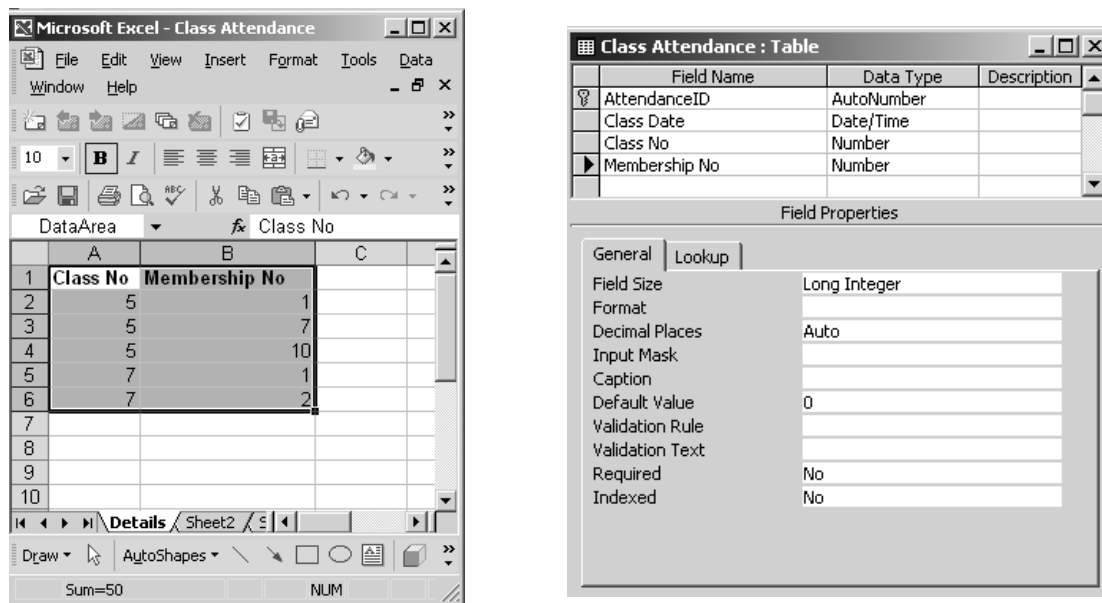 Microsoft Excel - Class Attendance
File Edit View Insert Format Tools Data
Window Help
10 B I
ABC
DataArea fx Class No
A B C
1 Class No Membership No
2 5 1
3 5 7
4 5 10
5 7 1
6 7 2
7
8
9
10
Details Sheet2 S
Draw AutoShapes
Sum=50 NUM
Class Attendance : Table
Field Name Data Type Description
AttendanceID AutoNumber
Class Date Date/Time
Class No Number
Membership No Number
Field Properties
General Lookup
Field Size Long Integer
Format
Decimal Places Auto
Input Mask
Caption
Default Value 0
Validation Rule
Validation Text
Required No
Indexed No